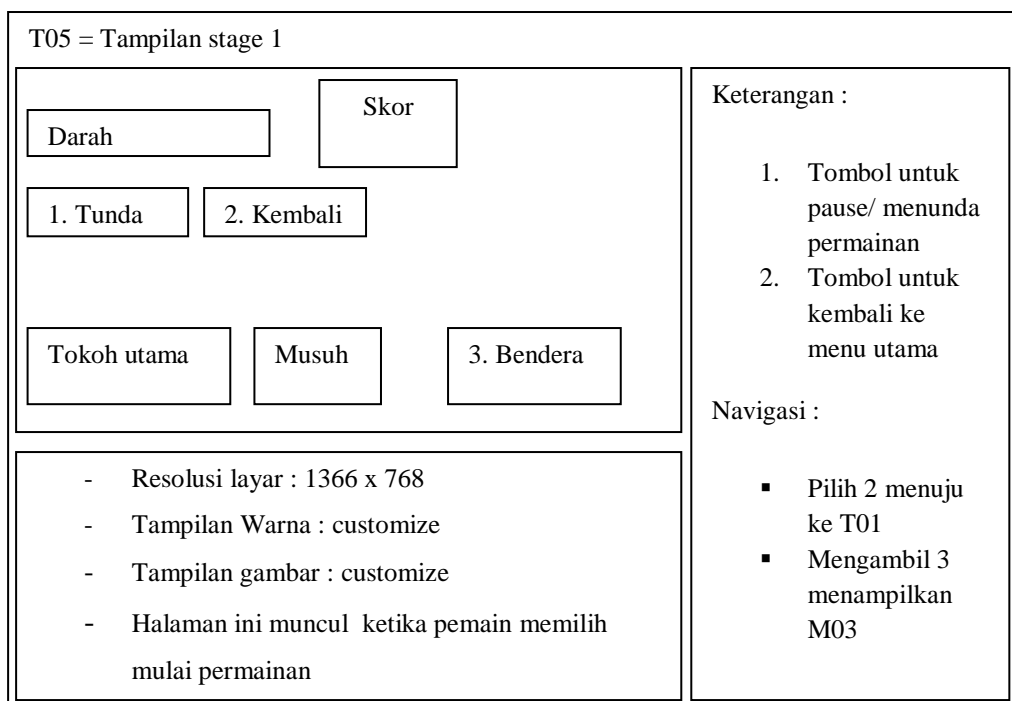 T05 = Tampilan stage 1
Skor
Darah
1. Tunda
2. Kembali
Tokoh utama
Musuh
3. Bendera
- Resolusi layar : 1366 x 768
- Tampilan Warna : customize
- Tampilan gambar : customize
- Halaman ini muncul ketika pemain memilih
mulai permainan
Keterangan :
1. Tombol untuk
pause/ menunda
permainan
2. Tombol untuk
kembali ke
menu utama
Navigasi :
▪ Pilih 2 menuju
ke T01
▪ Mengambil 3
menampilkan
M03